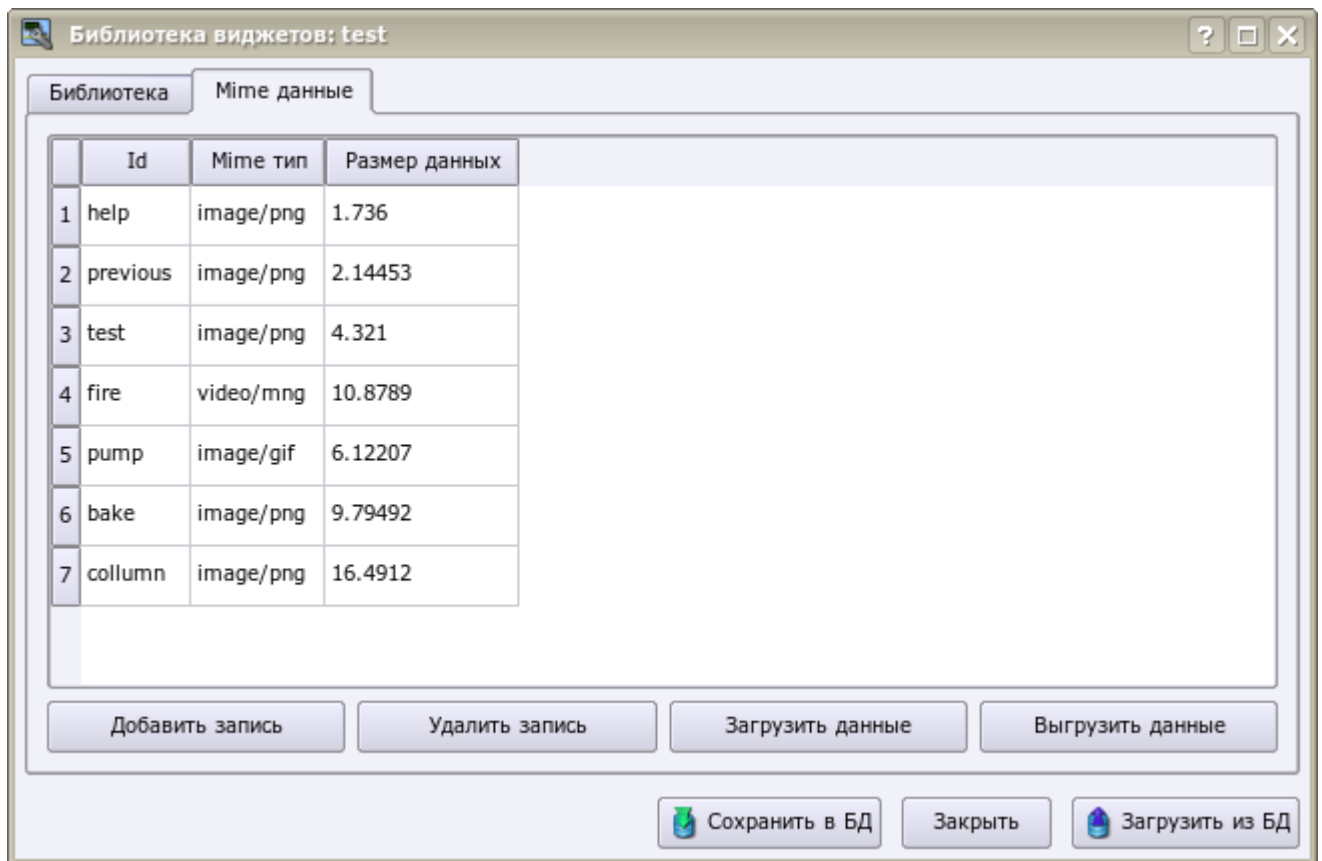 Библиотека виджетов: test
Библиотека Mime данные
Id Mime тип Размер данных
1 help image/png 1.736
2 previous image/png 2.14453
3 test image/png 4.321
4 fire video/mng 10.8789
5 pump image/gif 6.12207
6 bake image/png 9.79492
7 collumn image/png 16.4912
Добавить запись Удалить запись Загрузить данные Выгрузить данные
Сохранить в БД Закрыть Загрузить из БД